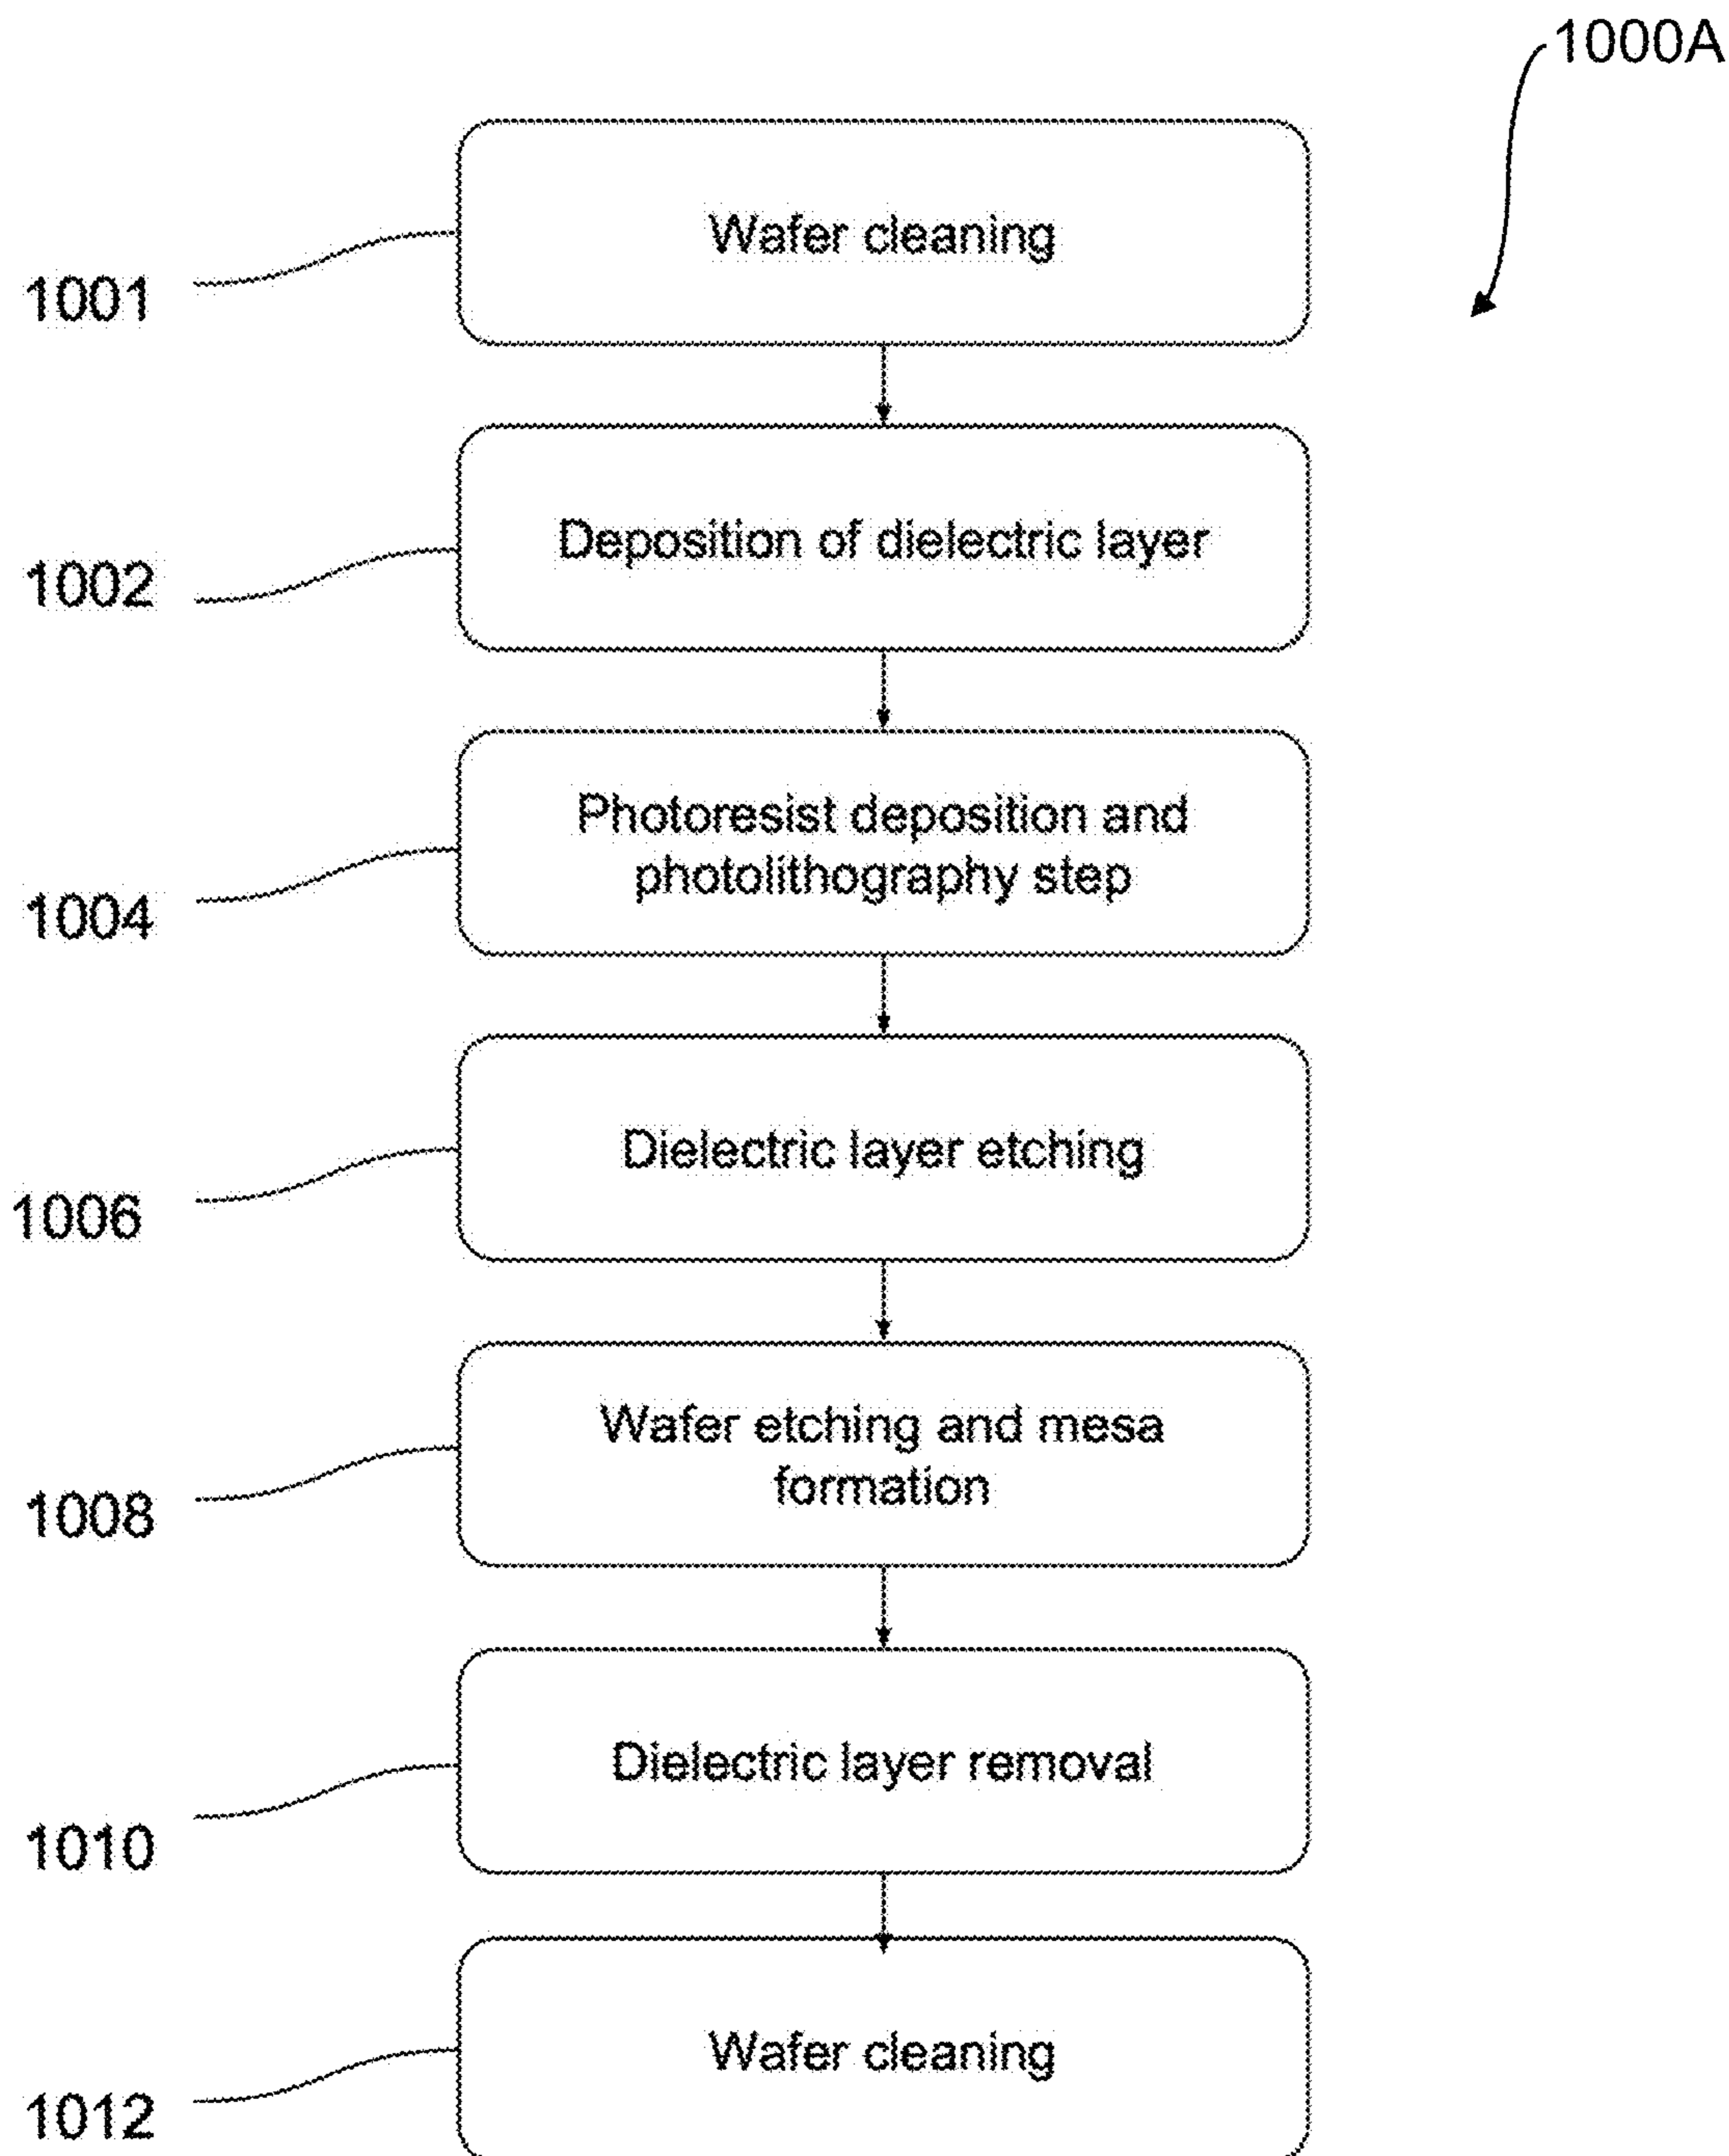 1000A
Wafer cleaning
1001
Deposition of dielectric layer
1002
Photoresist deposition and
photolithography step
1004
Dielectric layer etching
1006
Wafer etching and mesa
formation
1008
Dielectric layer removal
1010
Wafer cleaning
1012